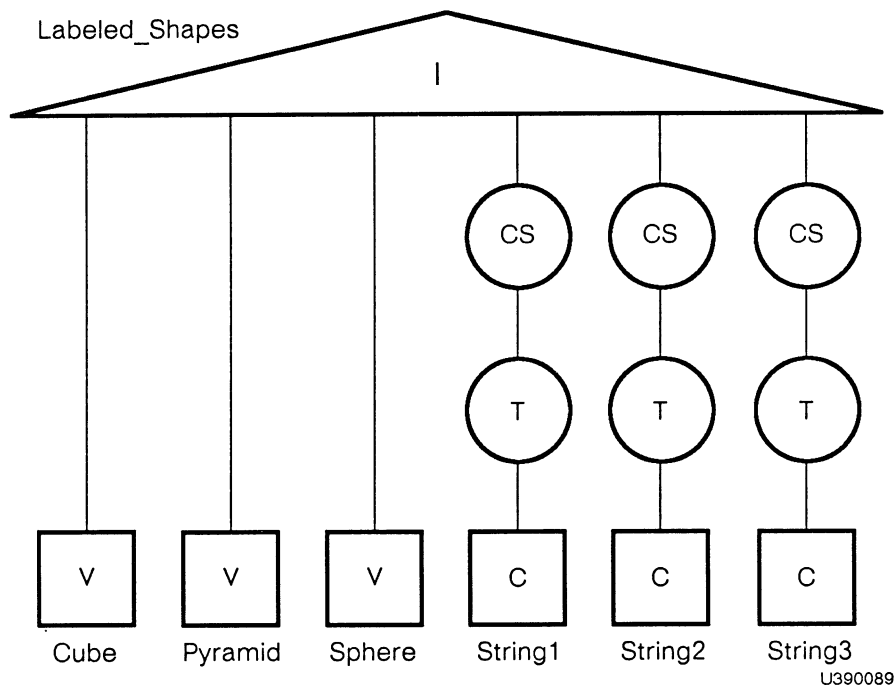 Labeled_Shapes
I
CS CS CS
T T T
V V V C C C
Cube Pyramid Sphere String1 String2 String3
U390089